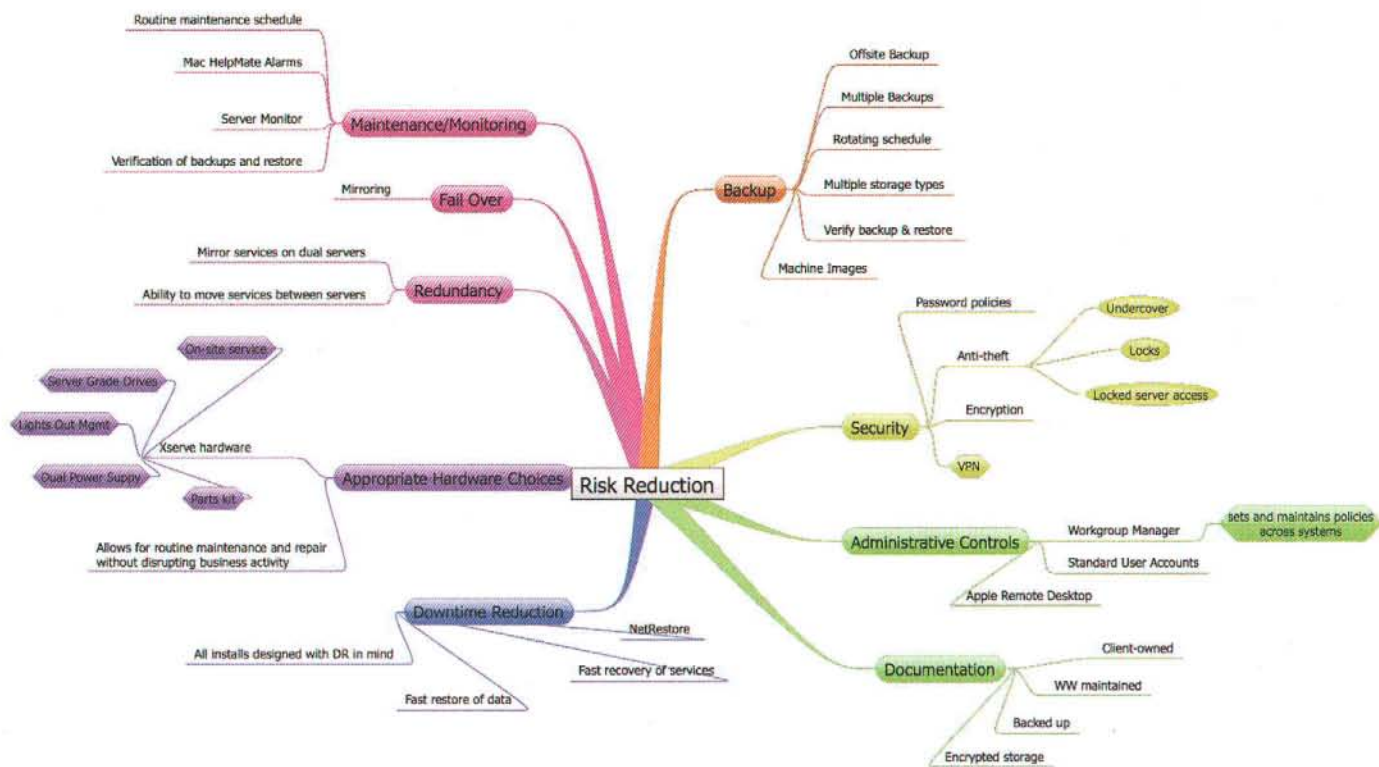 Routine maintenance schedule
Mac HelpMate Alarms
Server Monitor
Verification of backups and restore
Maintenance/Monitoring
Mirroring
Fail Over
Mirror services on dual servers
Ability to move services between servers
Redundancy
On-site service
Server Grade Drives
Lights Out Mgmt
Dual Power Suppy
Parts kit
Xserve hardware
Allows for routine maintenance and repair
without disrupting business activity
Appropriate Hardware Choices
Risk Reduction
Downtime Reduction
All installs designed with DR in mind
Fast restore of data
Fast recovery of services
NetRestore
Backup
Offsite Backup
Multiple Backups
Rotating schedule
Multiple storage types
Verify backup & restore
Machine Images
Security
Password policies
Anti-theft
Undercover
Locks
Locked server access
Encryption
VPN
Administrative Controls
Workgroup Manager
sets and maintains policies
across systems
Standard User Accounts
Apple Remote Desktop
Documentation
Client-owned
WW maintained
Backed up
Encrypted storage